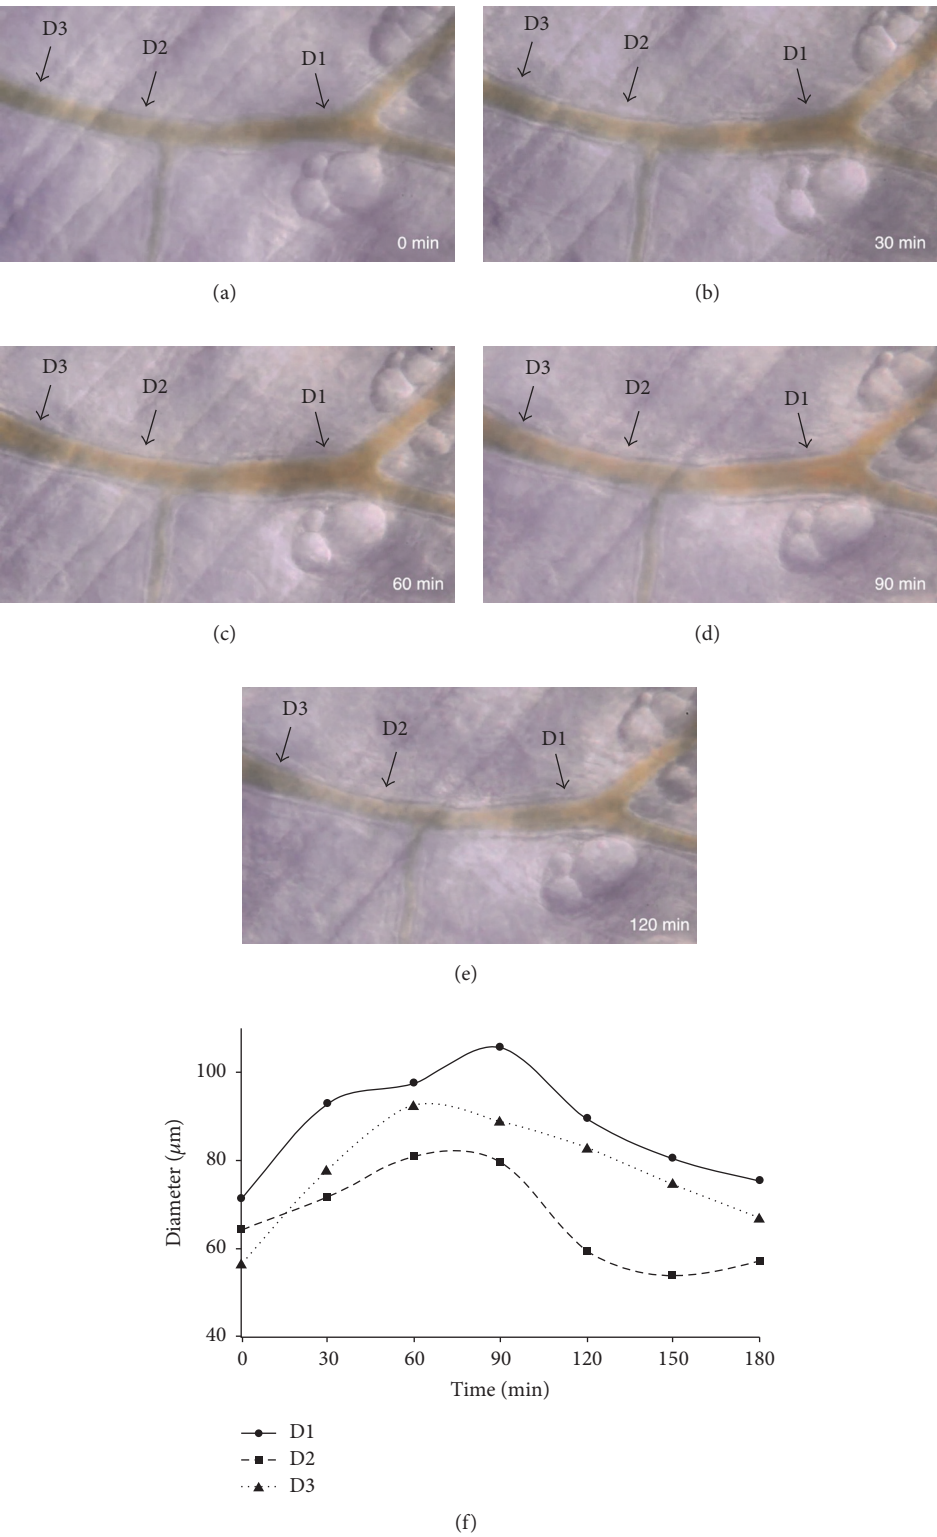 D3
D2
D1
0 min
(a)
D3
D2
D1
30 min
(b)
D3
D2
D1
60 min
(c)
D3
D2
D1
90 min
(d)
D3
D2
D1
120 min
(e)
100
80
60
40
Diameter (μm)
0 30 60 90 120 150 180
Time (min)
D1
D2
D3
(f)